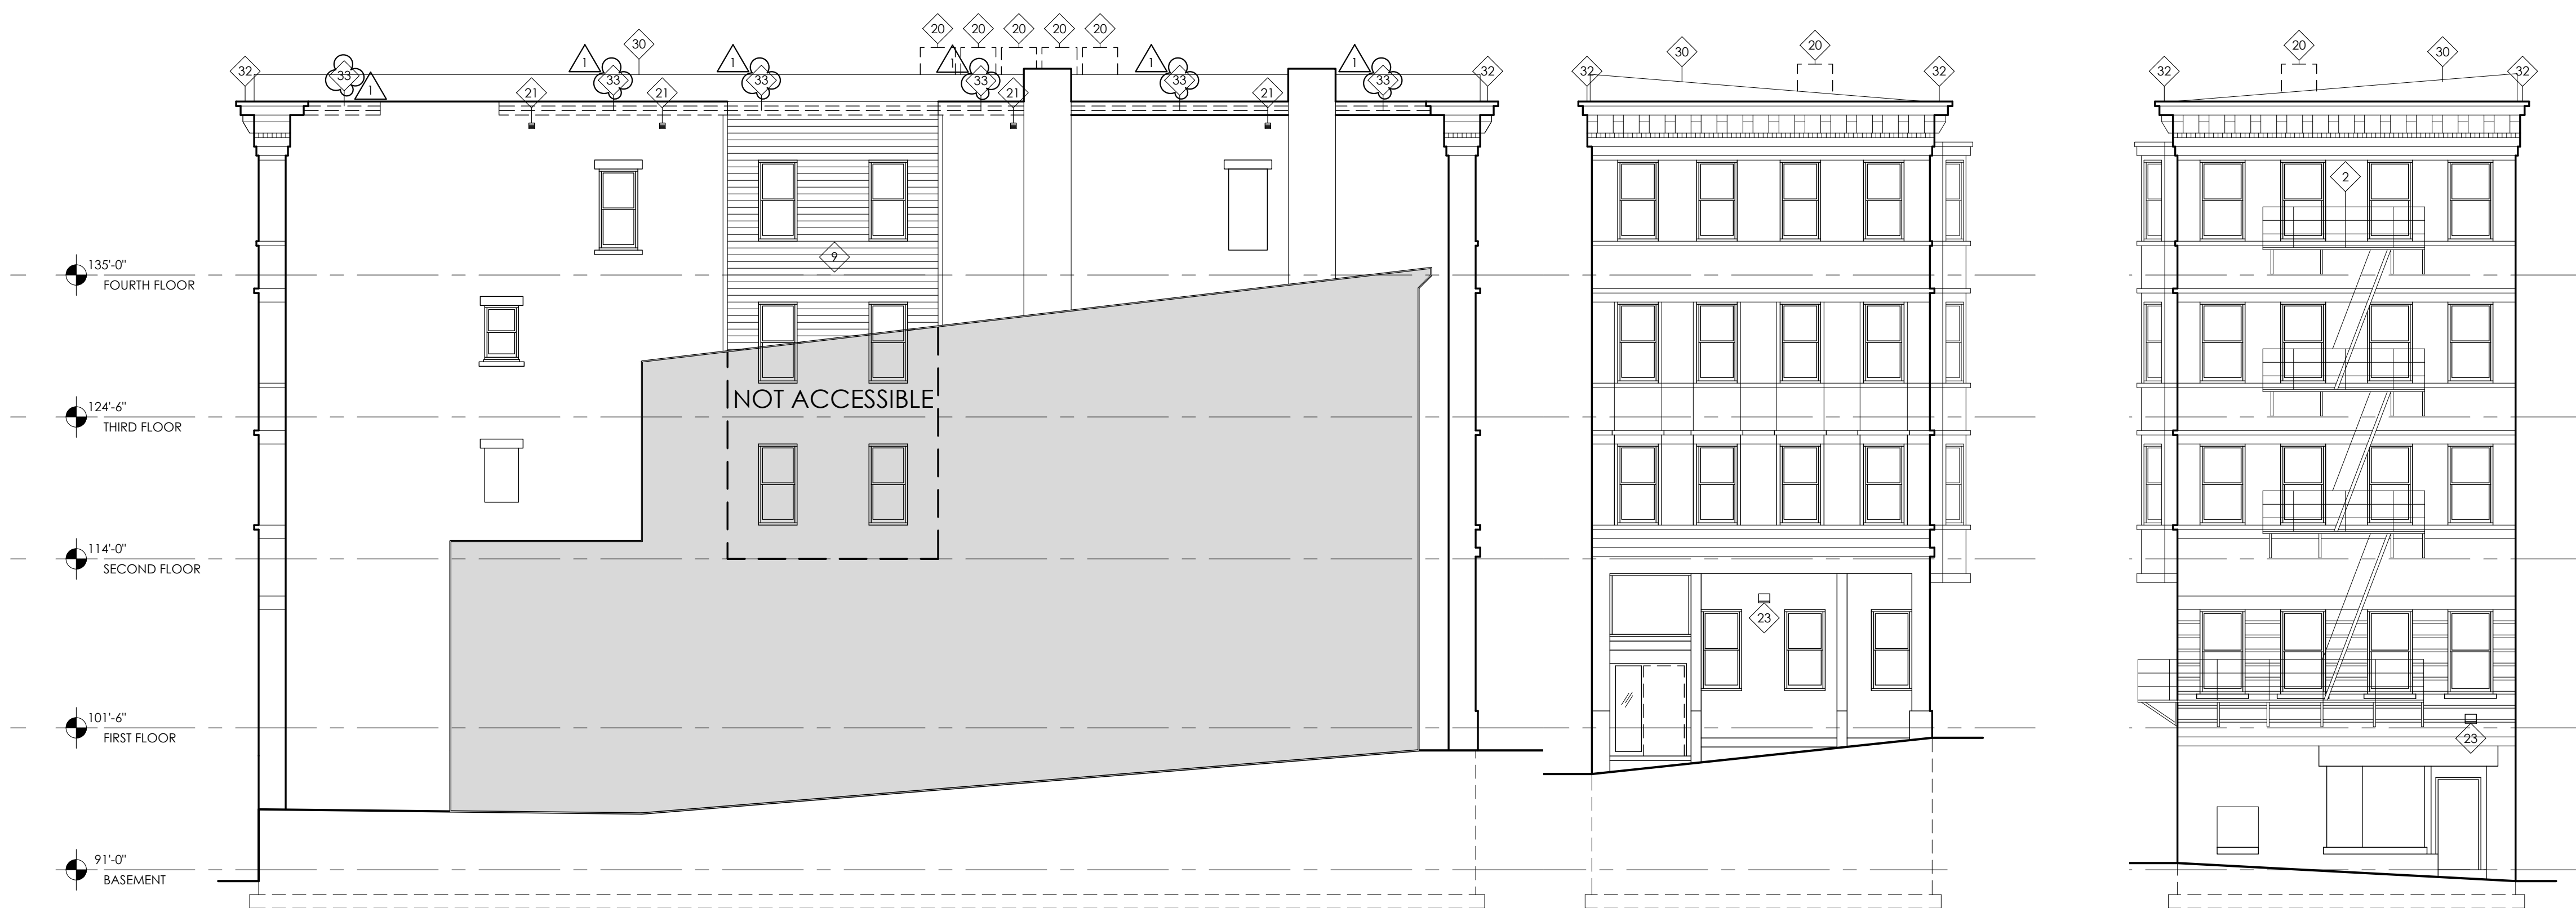 20 20 20 20 20
30
1 1 1 1 1
32 33 33 33 33 33 33 32
1
21 21 21 21
9
NOT ACCESSIBLE
135'-0"
FOURTH FLOOR
124'-6"
THIRD FLOOR
114'-0"
SECOND FLOOR
101'-6"
FIRST FLOOR
91'-0"
BASEMENT
30 20
32 32
23
20 30
32 32
2
23